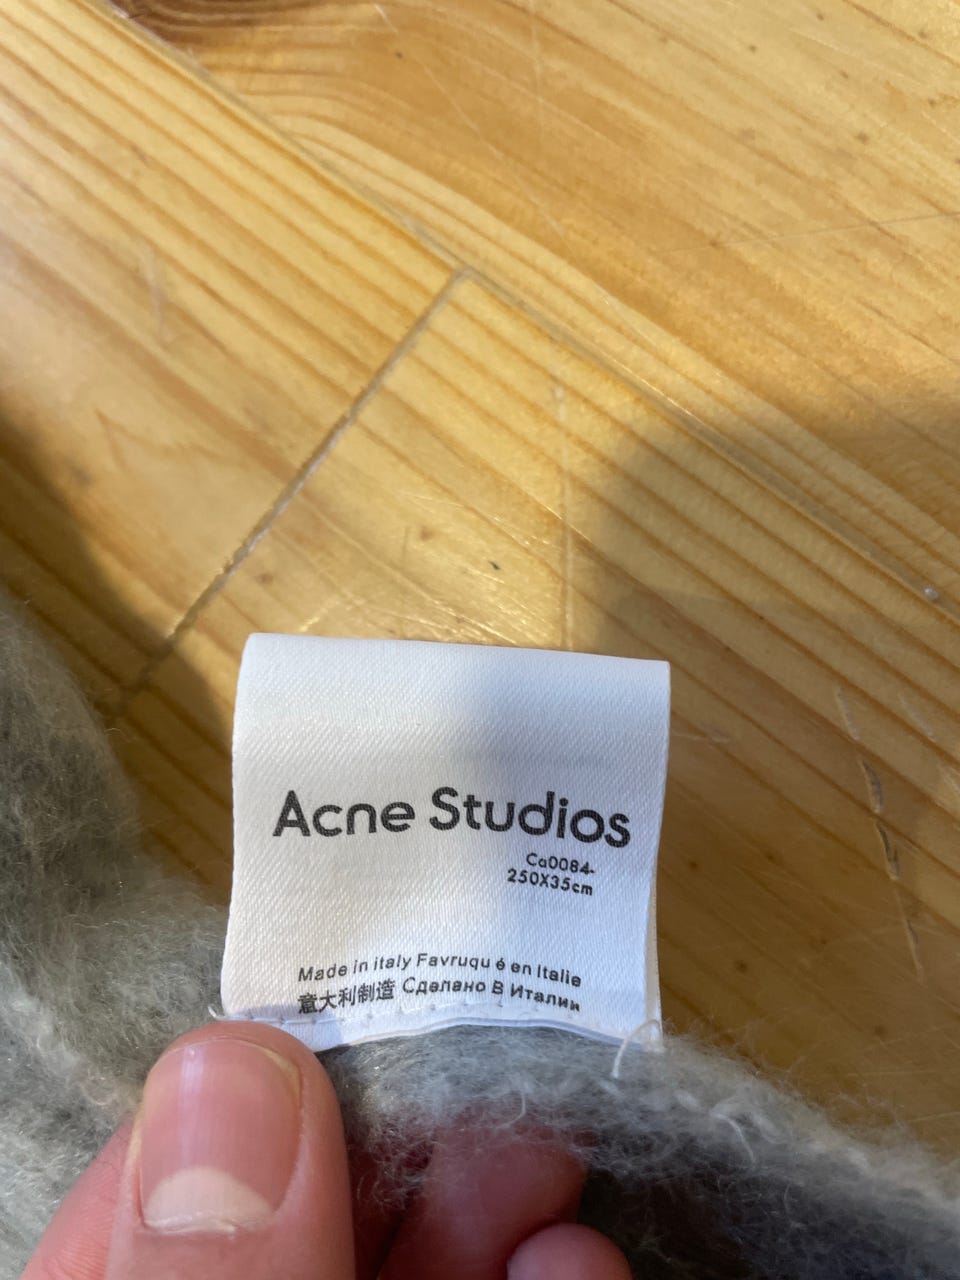 Acne Studios
Ca0084-
250X35cm
Made in italy Favruqu é en Italie
意大利制造 Сделано В Италии